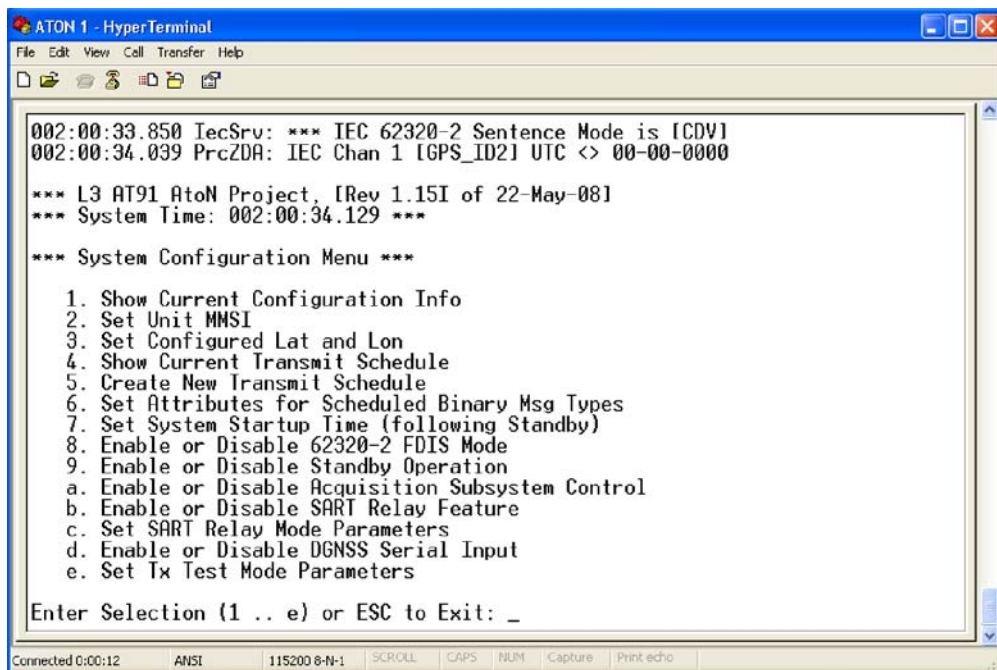 ATON 1 - HyperTerminal
File Edit View Call Transfer Help
002:00:33.850 IecSrv: *** IEC 62320-2 Sentence Mode is [CDV]
002:00:34.039 PrcZDA: IEC Chan 1 [GPS_ID2] UTC <> 00-00-0000
*** L3 AT91 AtoN Project, [Rev 1.15I of 22-May-08]
*** System Time: 002:00:34.129 ***
*** System Configuration Menu ***
1. Show Current Configuration Info
2. Set Unit MMSI
3. Set Configured Lat and Lon
4. Show Current Transmit Schedule
5. Create New Transmit Schedule
6. Set Attributes for Scheduled Binary Msg Types
7. Set System Startup Time (following Standby)
8. Enable or Disable 62320-2 FDIS Mode
9. Enable or Disable Standby Operation
a. Enable or Disable Acquisition Subsystem Control
b. Enable or Disable SART Relay Feature
c. Set SART Relay Mode Parameters
d. Enable or Disable DGNSS Serial Input
e. Set Tx Test Mode Parameters
Enter Selection (1 .. e) or ESC to Exit: _
Connected 0:00:12 ANSI 115200 8-N-1 SCROLL CAPS NUM Capture Print echo